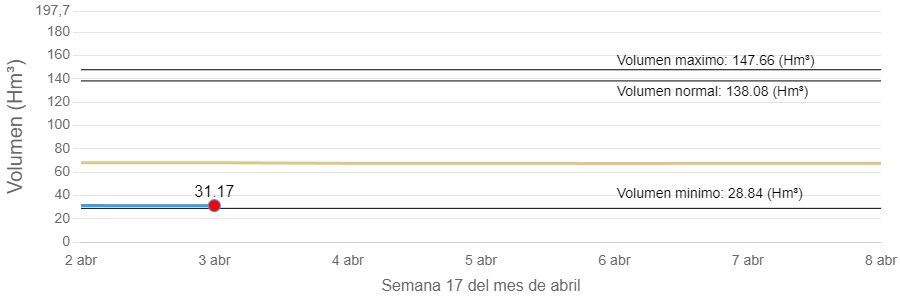 197,7
180
160
140
120
100
80
60
40
20
0
Volumen (Hm³)
Volumen maximo: 147.66 (Hm³)
Volumen normal: 138.08 (Hm³)
31.17
Volumen minimo: 28.84 (Hm³)
2 abr 3 abr 4 abr 5 abr 6 abr 7 abr 8 abr
Semana 17 del mes de abril